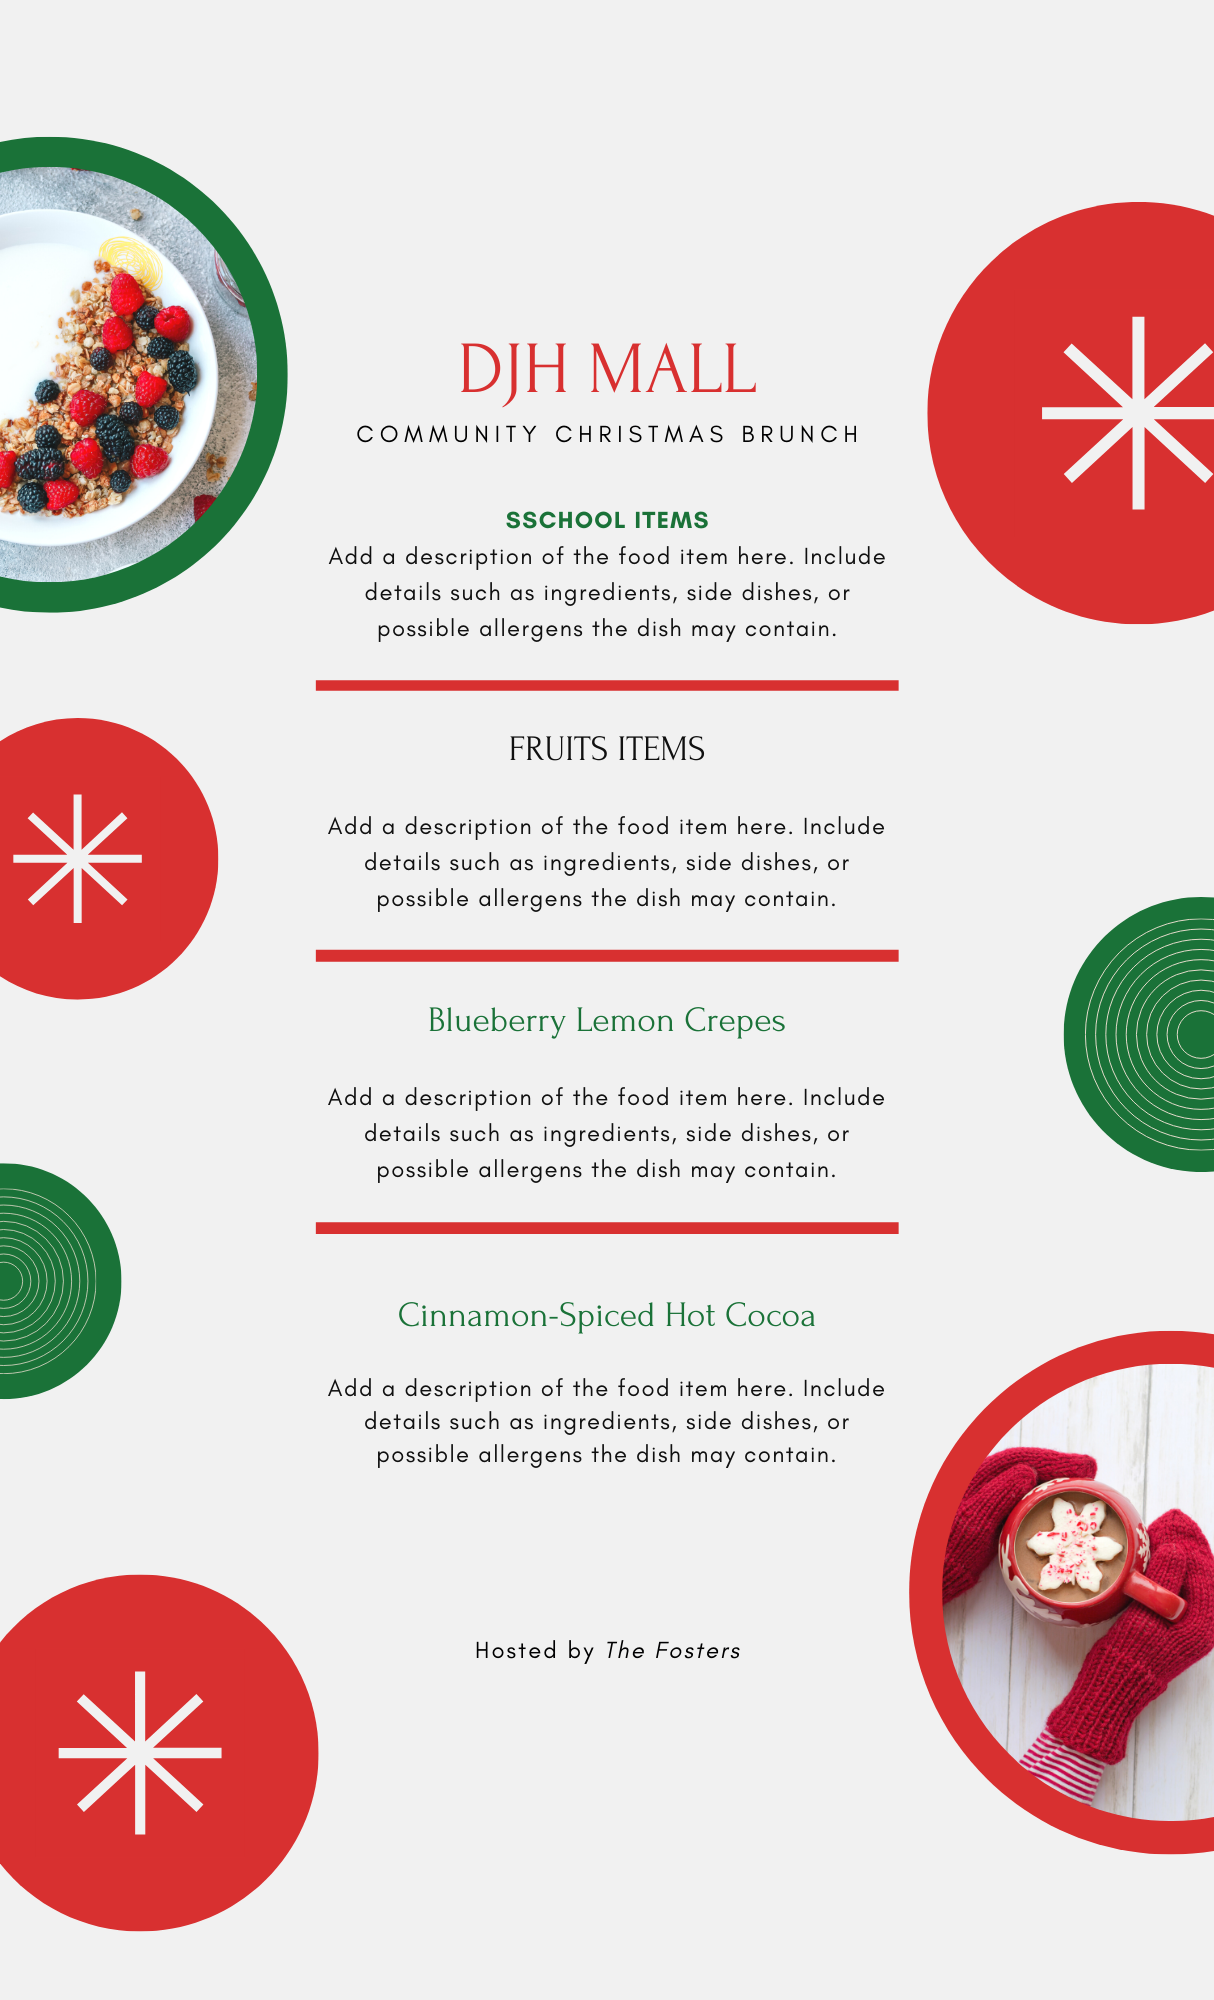 DJH MALL
COMMUNITY CHRISTMAS BRUNCH
SSCHOOL ITEMS
Add a description of the food item here. Include
details such as ingredients, side dishes, or
possible allergens the dish may contain.
FRUITS ITEMS
Add a description of the food item here. Include
details such as ingredients, side dishes, or
possible allergens the dish may contain.
Blueberry Lemon Crepes
Add a description of the food item here. Include
details such as ingredients, side dishes, or
possible allergens the dish may contain.
Cinnamon-Spiced Hot Cocoa
Add a description of the food item here. Include
details such as ingredients, side dishes, or
possible allergens the dish may contain.
Hosted by The Fosters